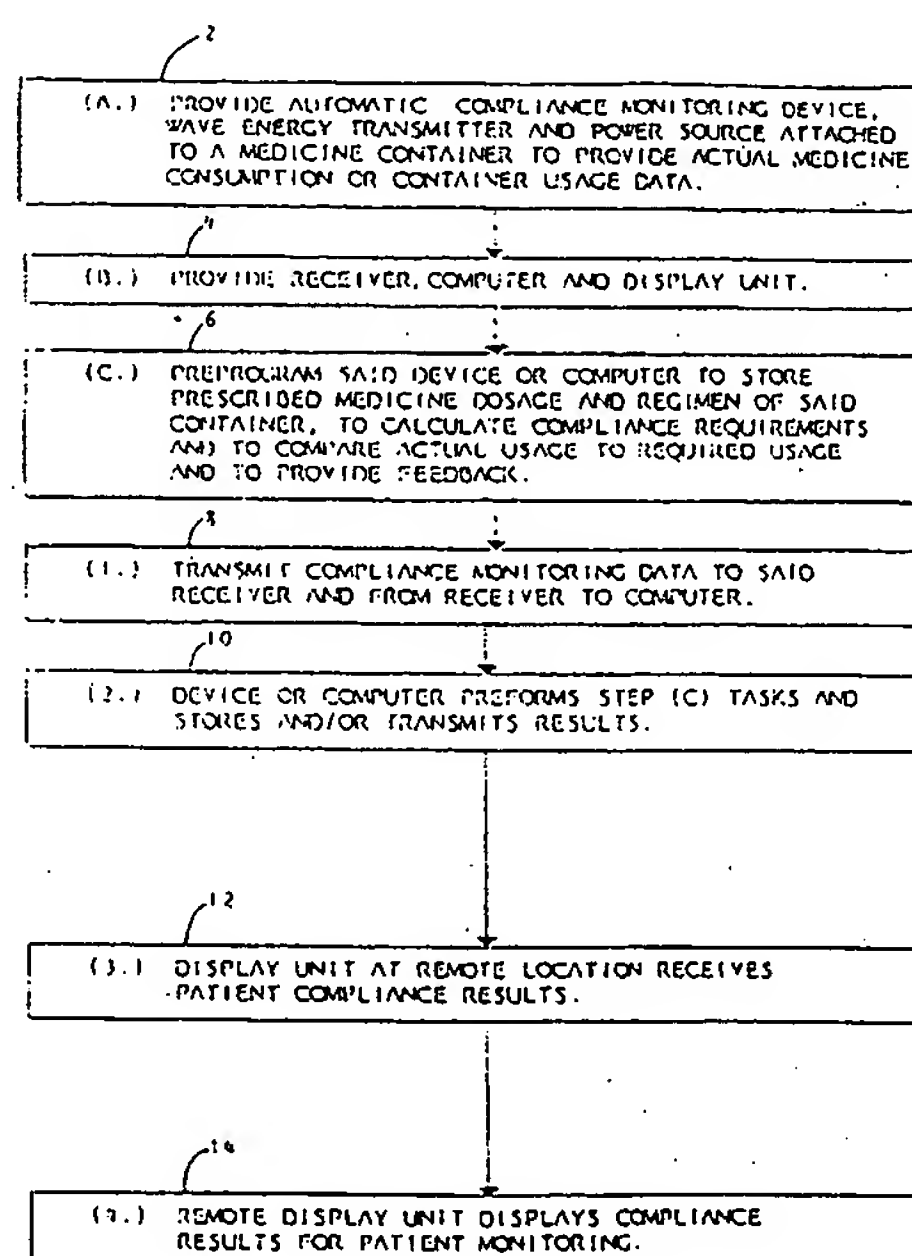 2
(A.) PROVIDE AUTOMATIC COMPLIANCE MONITORING DEVICE,
WAVE ENERGY TRANSMITTER AND POWER SOURCE ATTACHED
TO A MEDICINE CONTAINER TO PROVIDE ACTUAL MEDICINE
CONSUMPTION OR CONTAINER USAGE DATA.
4
(B.) PROVIDE RECEIVER, COMPUTER AND DISPLAY UNIT.
6
(C.) PREPROGRAM SAID DEVICE OR COMPUTER TO STORE
PRESCRIBED MEDICINE DOSAGE AND REGIMEN OF SAID
CONTAINER, TO CALCULATE COMPLIANCE REQUIREMENTS
AND TO COMPARE ACTUAL USAGE TO REQUIRED USAGE
AND TO PROVIDE FEEDBACK.
8
(1.) TRANSMIT COMPLIANCE MONITORING DATA TO SAID
RECEIVER AND FROM RECEIVER TO COMPUTER.
10
(2.) DEVICE OR COMPUTER PREFORMS STEP (C) TASKS AND
STORES AND/OR TRANSMITS RESULTS.
12
(3.) DISPLAY UNIT AT REMOTE LOCATION RECEIVES
PATIENT COMPLIANCE RESULTS.
14
(4.) REMOTE DISPLAY UNIT DISPLAYS COMPLIANCE
RESULTS FOR PATIENT MONITORING.